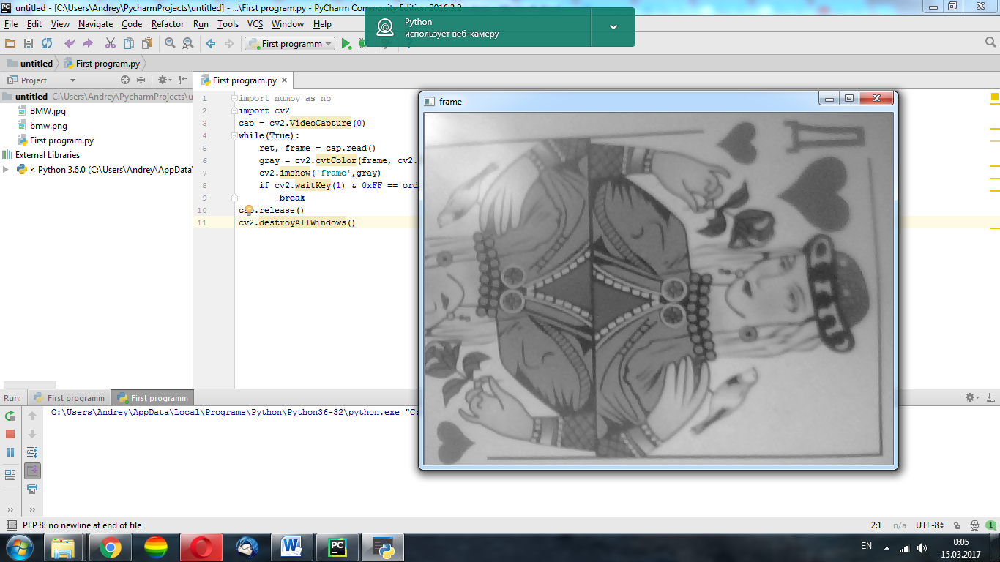 untitled - [C:\Users\Andrey\PycharmProjects\untitled] - ...\First program.py - PyCharm Community Edition 2016.3.2
File Edit View Navigate Code Refactor Run Tools VCS Window Help
Python
использует веб-камеру
First programm
untitled First program.py
Project
First program.py
untitled C:\Users\Andrey\PycharmProjects\u
BMW.jpg
bmw.png
First program.py
External Libraries
< Python 3.6.0 (C:\Users\Andrey\AppData\
1 import numpy as np
2 import cv2
3 cap = cv2.VideoCapture(0)
4 while(True):
5 ret, frame = cap.read()
6 gray = cv2.cvtColor(frame, cv2.
7 cv2.imshow('frame',gray)
8 if cv2.waitKey(1) & 0xFF == ord
9 break
10 cap.release()
11 cv2.destroyAllWindows()
frame
Run: First programm First programm
C:\Users\Andrey\AppData\Local\Programs\Python\Python36-32\python.exe "C:
PEP 8: no newline at end of file
2:1 n/a UTF-8
1
EN
0:05
15.03.2017